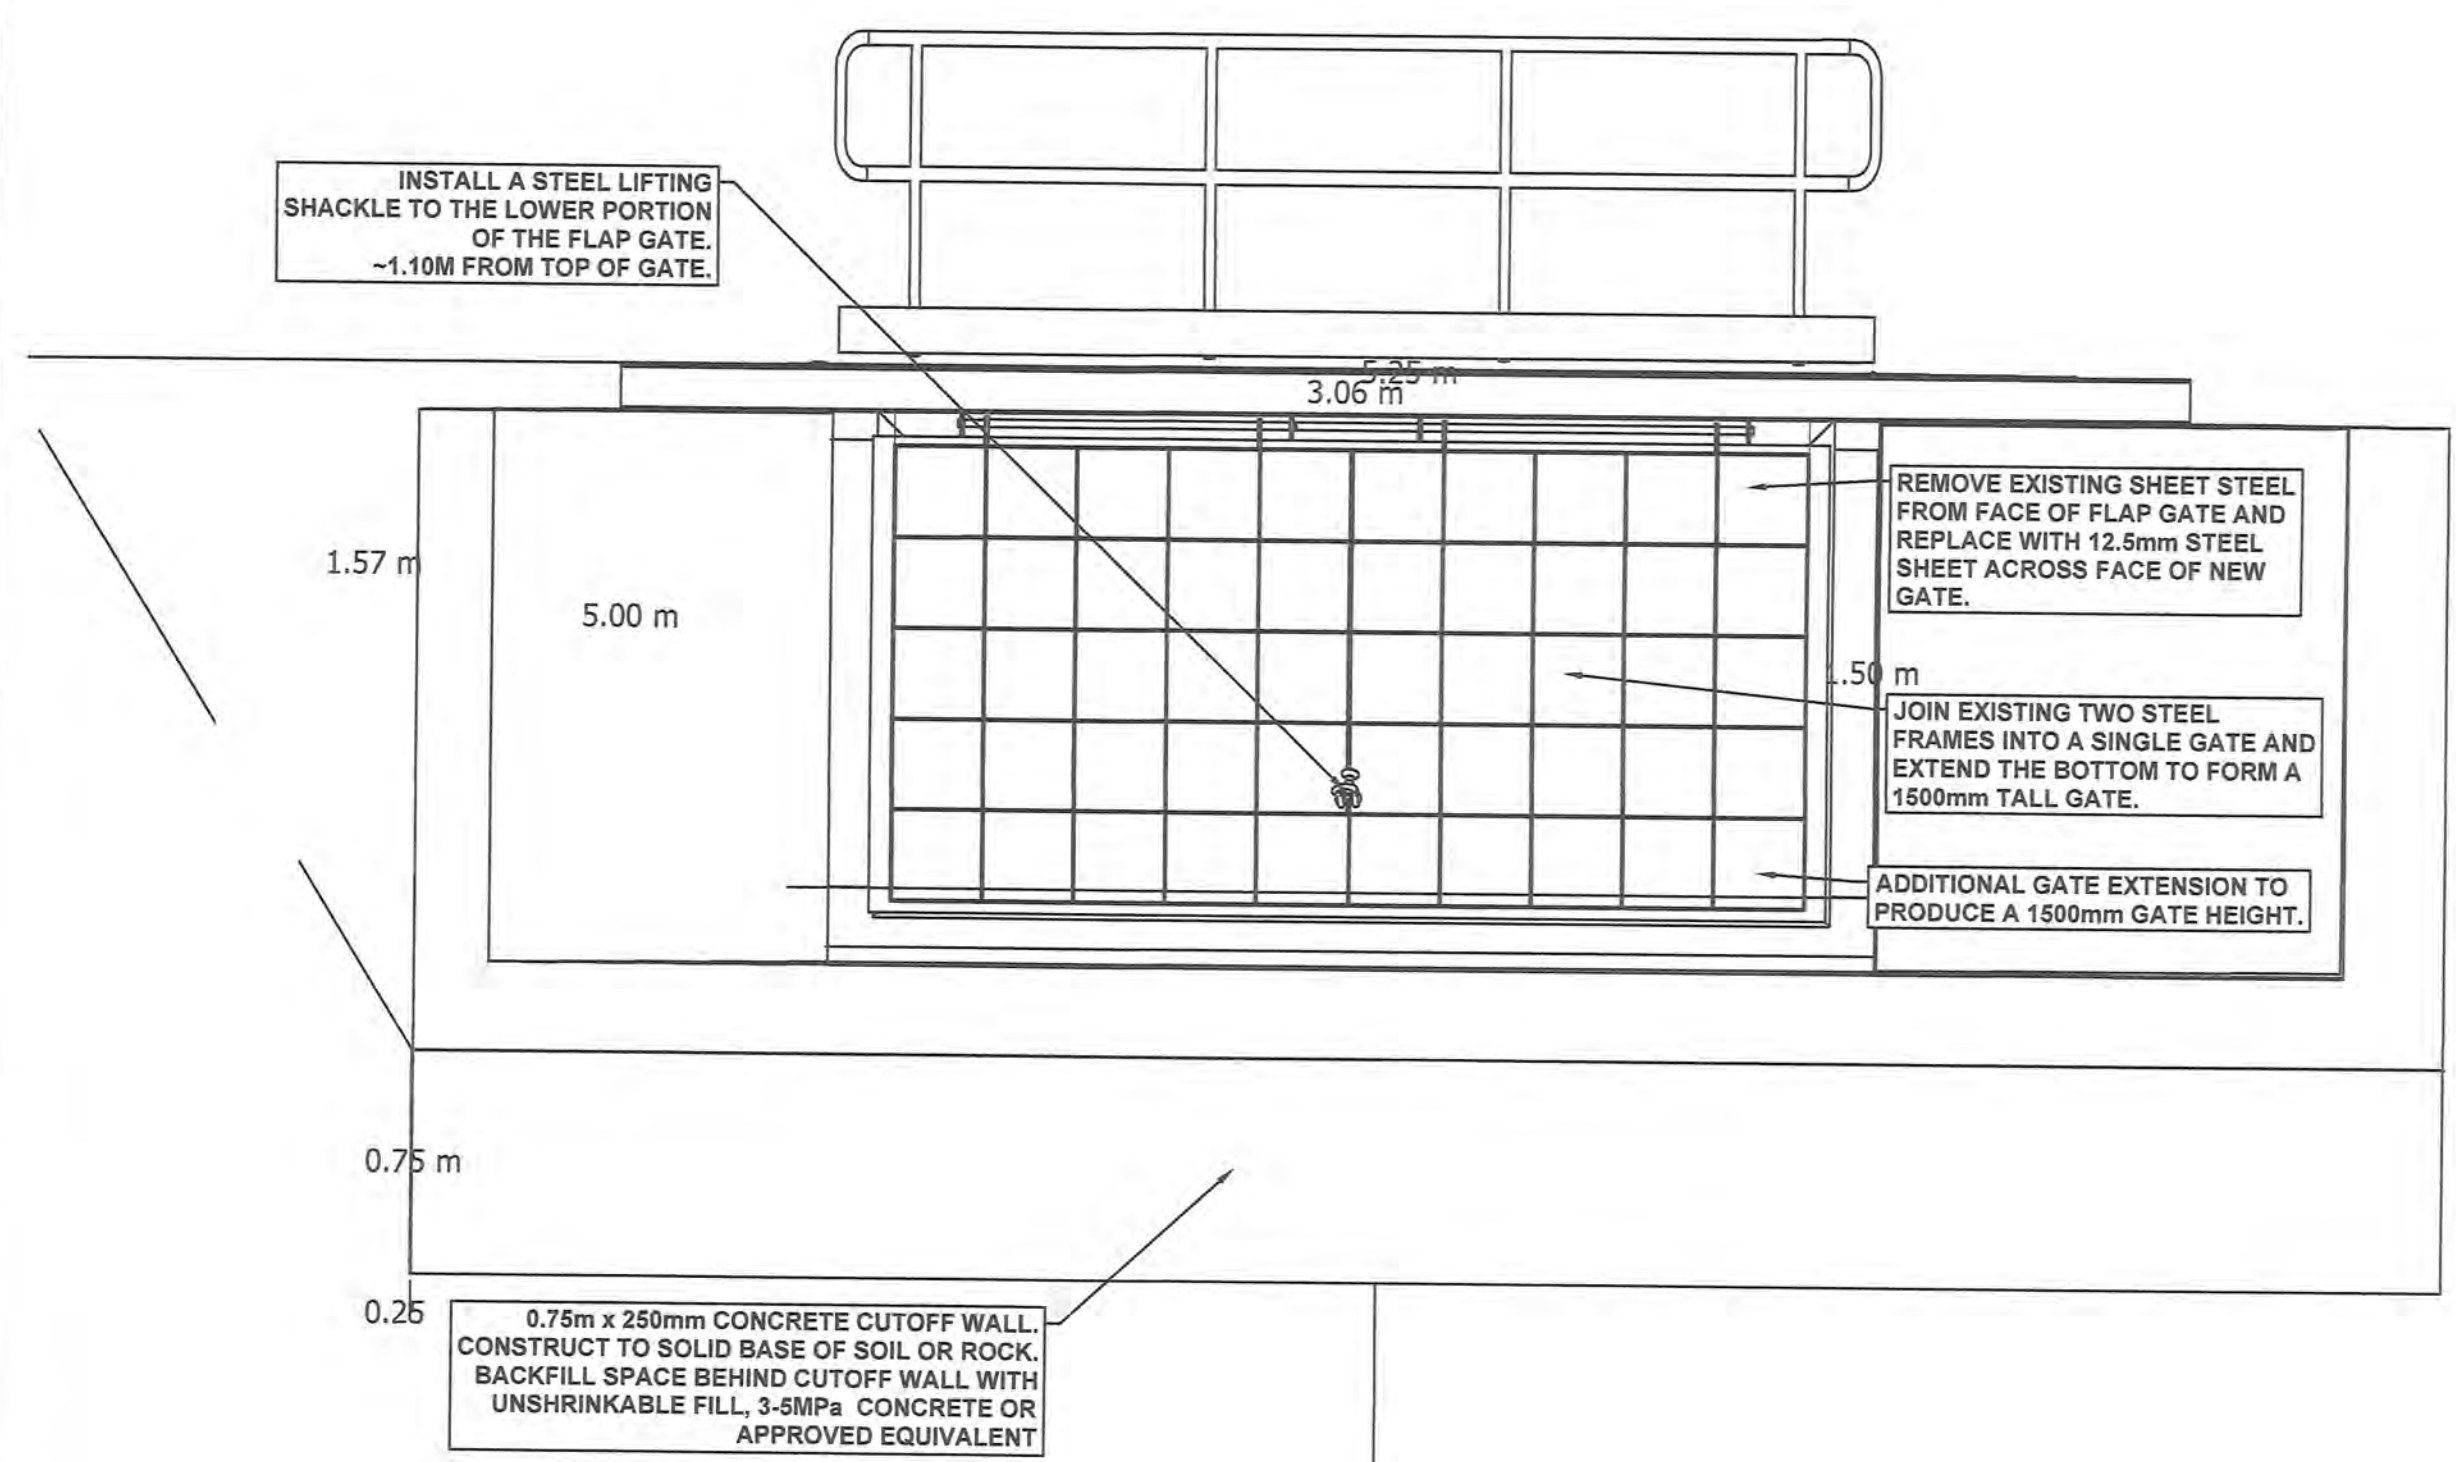 INSTALL A STEEL LIFTING
SHACKLE TO THE LOWER PORTION
OF THE FLAP GATE.
~1.10M FROM TOP OF GATE.
5.25 m
3.06 m
1.57 m
5.00 m
REMOVE EXISTING SHEET STEEL
FROM FACE OF FLAP GATE AND
REPLACE WITH 12.5mm STEEL
SHEET ACROSS FACE OF NEW
GATE.
1.50 m
JOIN EXISTING TWO STEEL
FRAMES INTO A SINGLE GATE AND
EXTEND THE BOTTOM TO FORM A
1500mm TALL GATE.
ADDITIONAL GATE EXTENSION TO
PRODUCE A 1500mm GATE HEIGHT.
0.75 m
0.25
0.75m x 250mm CONCRETE CUTOFF WALL.
CONSTRUCT TO SOLID BASE OF SOIL OR ROCK.
BACKFILL SPACE BEHIND CUTOFF WALL WITH
UNSHRINKABLE FILL, 3-5MPa CONCRETE OR
APPROVED EQUIVALENT